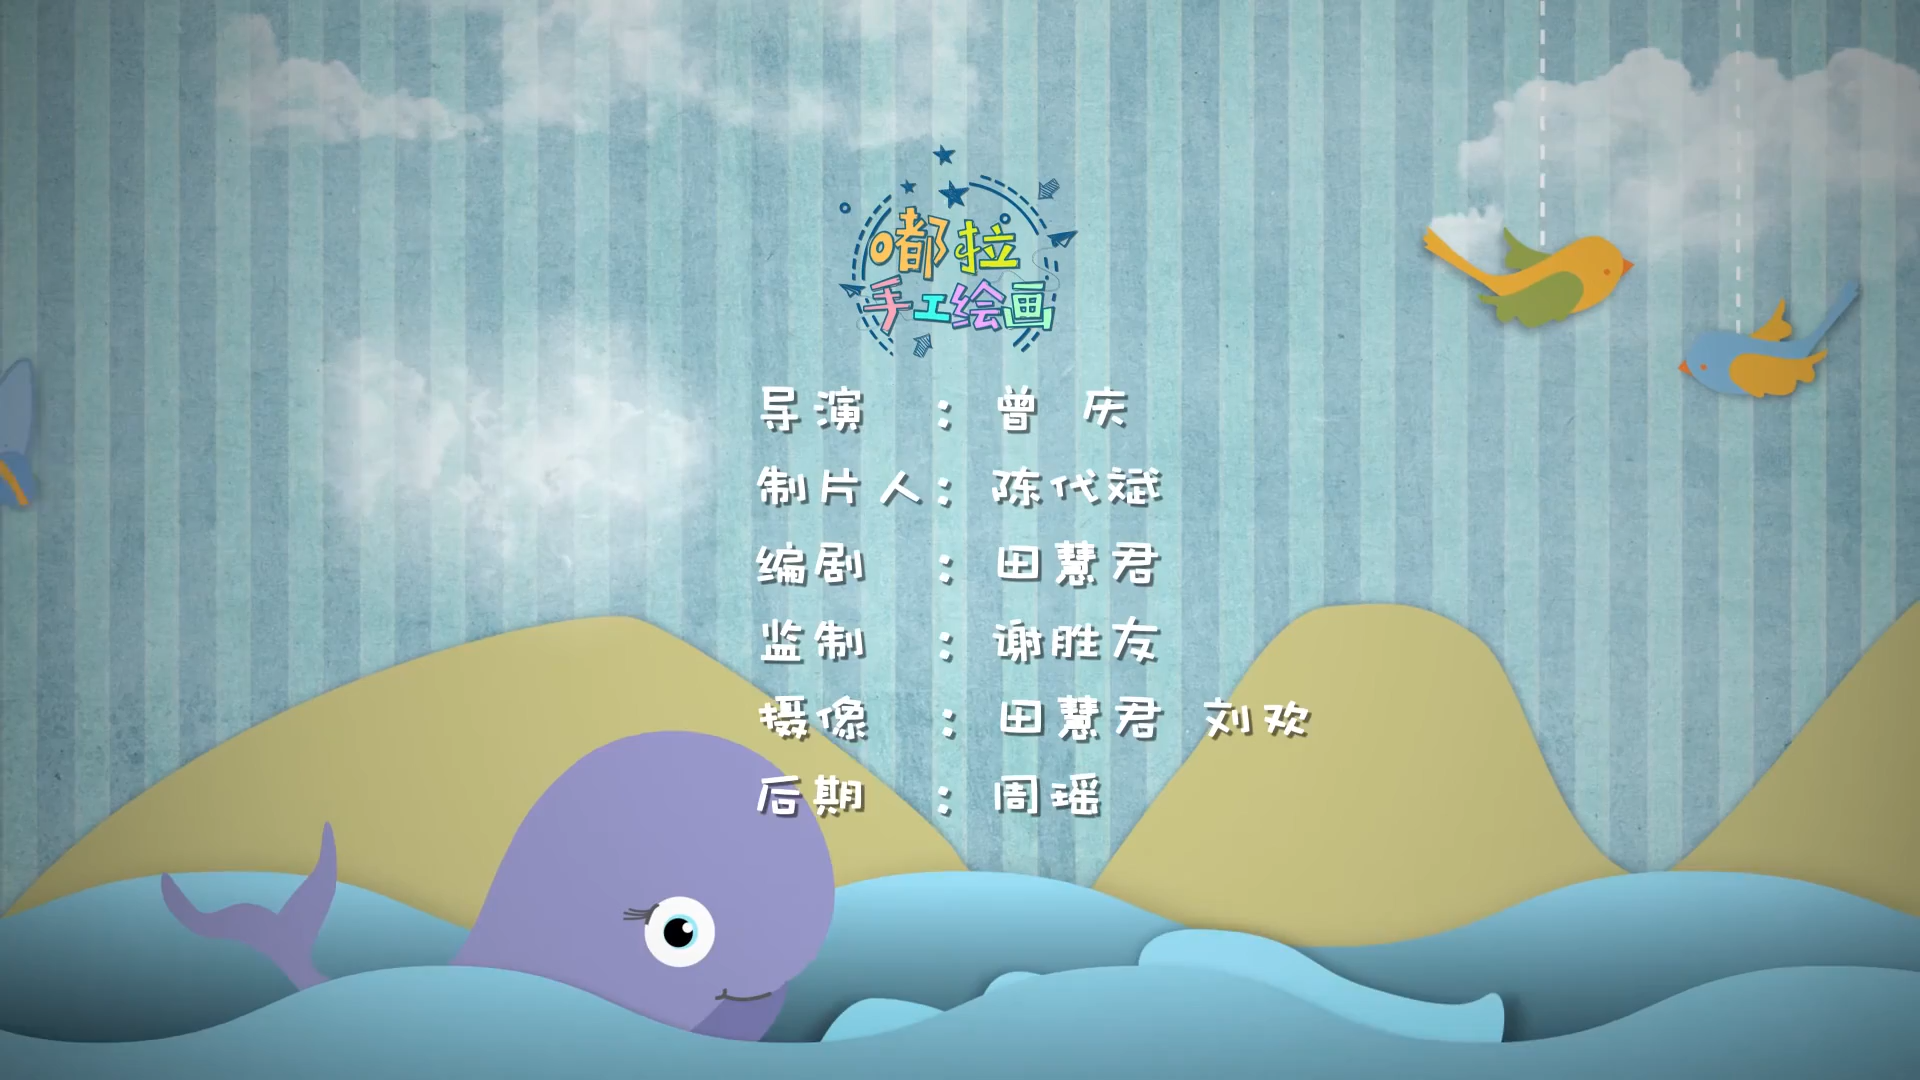 嘟拉
手工绘画
导演 : 曾 庆
制片人: 陈代斌
编剧 : 田慧君
监制 : 谢胜友
摄像 : 田慧君 刘欢
后期 : 周瑶